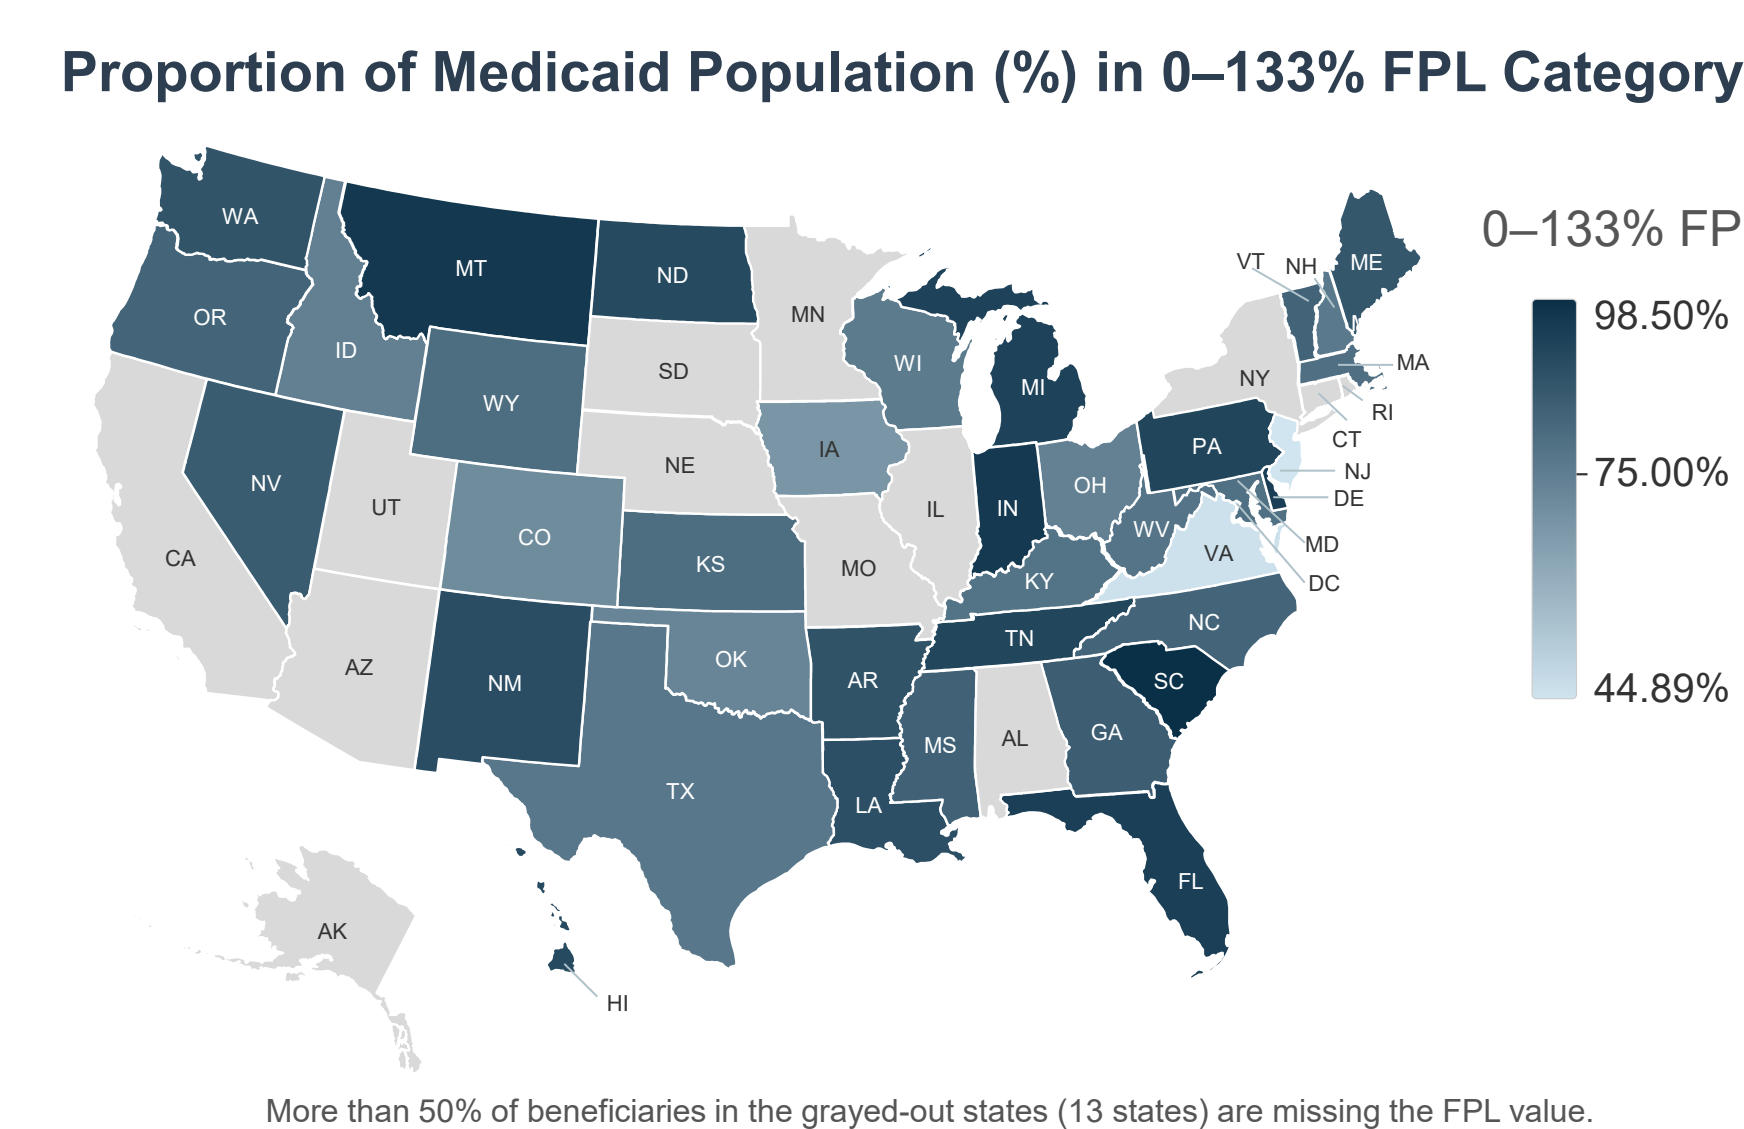 Proportion of Medicaid Population (%) in 0–133% FPL Category
0–133% FP
98.50%
75.00%
44.89%
WA
MT
ND
MN
OR
ID
SD
WI
MI
WY
VT
NH
ME
N
NY
MA
RI
CT
NJ
DE
MD
DC
NV
UT
CA
NE
IA
PA
OH
IL
IN
WV
VA
CO
KS
MO
KY
NC
TN
AZ
NM
OK
AR
SC
MS
AL
GA
TX
LA
FL
AK
HI
More than 50% of beneficiaries in the grayed-out states (13 states) are missing the FPL value.